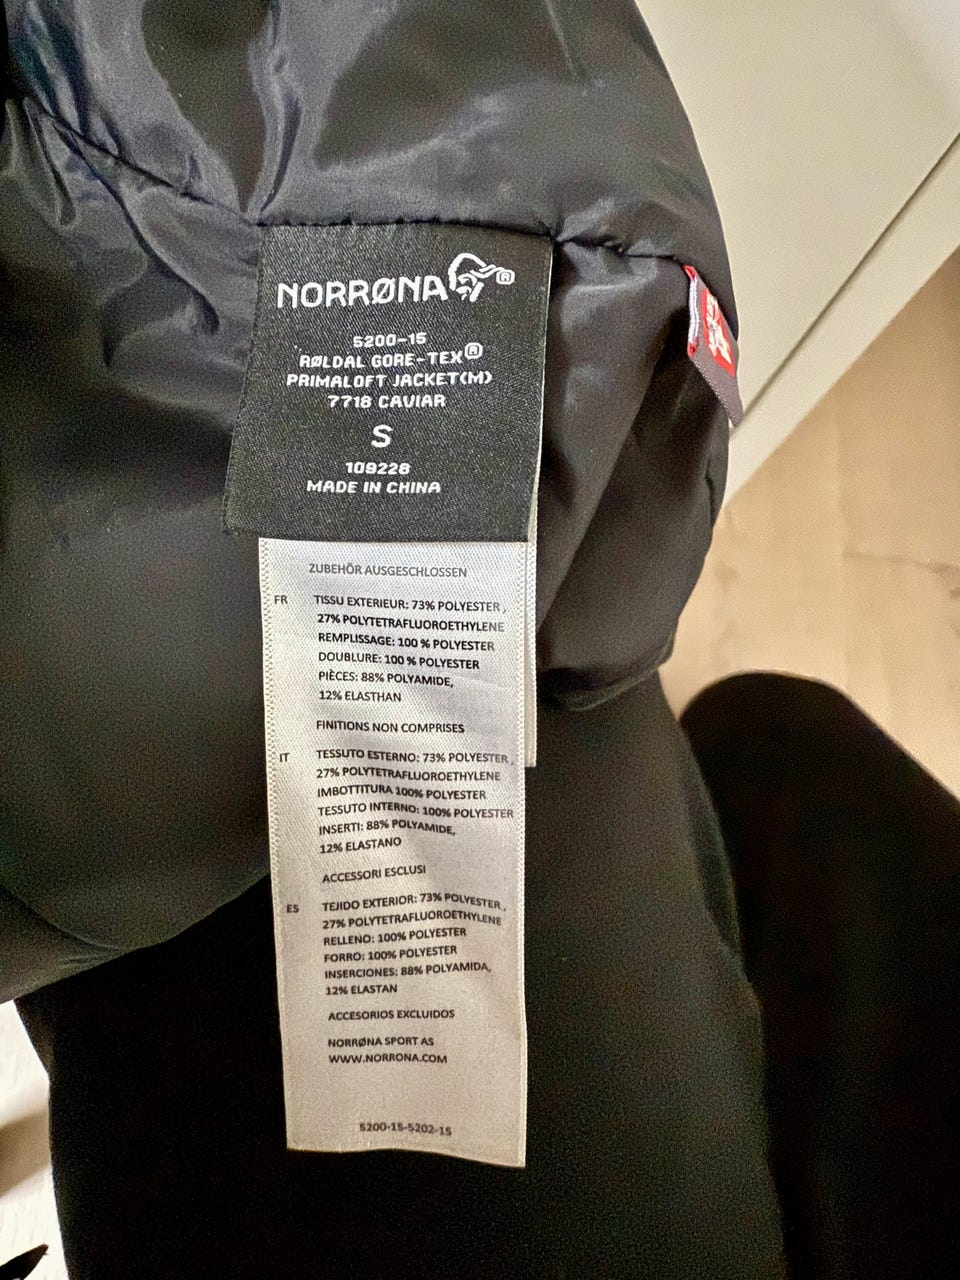 NORRØNA®
5200-15
RØLDAL GORE-TEX®
PRIMALOFT JACKET(M)
7718 CAVIAR
S
109228
MADE IN CHINA
ZUBEHÖR AUSGESCHLOSSEN
FR TISSU EXTERIEUR: 73% POLYESTER ,
27% POLYTETRAFLUOROETHYLENE
REMPLISSAGE: 100 % POLYESTER
DOUBLURE: 100 % POLYESTER
PIÈCES: 88% POLYAMIDE,
12% ELASTHAN
FINITIONS NON COMPRISES
IT TESSUTO ESTERNO: 73% POLYESTER ,
27% POLYTETRAFLUOROETHYLENE
IMBOTTITURA 100% POLYESTER
TESSUTO INTERNO: 100% POLYESTER
INSERTI: 88% POLYAMIDE,
12% ELASTANO
ACCESSORI ESCLUSI
ES TEJIDO EXTERIOR: 73% POLYESTER ,
27% POLYTETRAFLUOROETHYLENE
RELLENO: 100% POLYESTER
FORRO: 100% POLYESTER
INSERCIONES: 88% POLYAMIDA,
12% ELASTAN
ACCESORIOS EXCLUIDOS
NORRØNA SPORT AS
WWW.NORRONA.COM
5200-15-5202-15